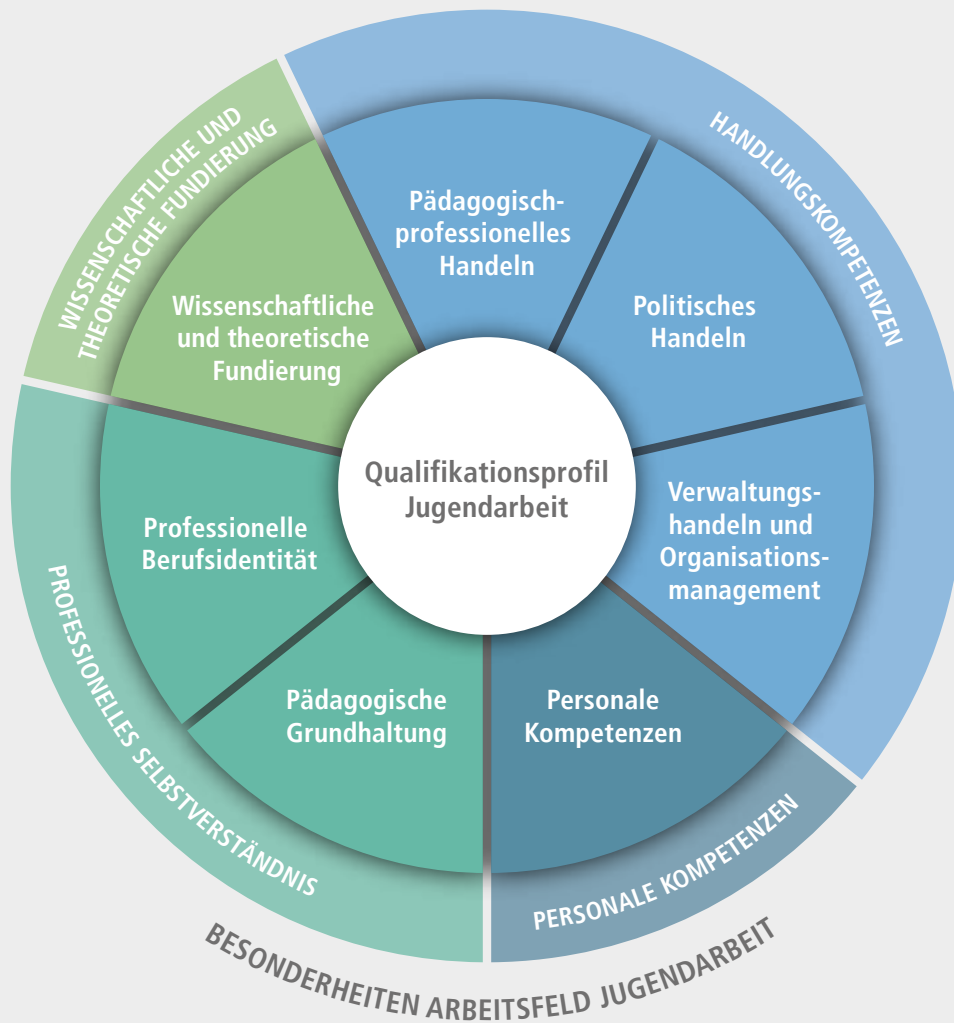 WISSENSCHAFTLICHE UND
THEORETISCHE FUNDIERUNG
HANDLUNGSKOMPETENZEN
Pädagogisch-
professionelles
Handeln
Politisches
Handeln
Wissenschaftliche
und theoretische
Fundierung
Qualifikationsprofil
Jugendarbeit
Verwaltungs-
handeln und
Organisations-
management
Professionelle
Berufsidentität
Pädagogische
Grundhaltung
Personale
Kompetenzen
PROFESSIONELLES SELBSTVERSTÄNDNIS
PERSONALE KOMPETENZEN
BESONDERHEITEN ARBEITSFELD JUGENDARBEIT